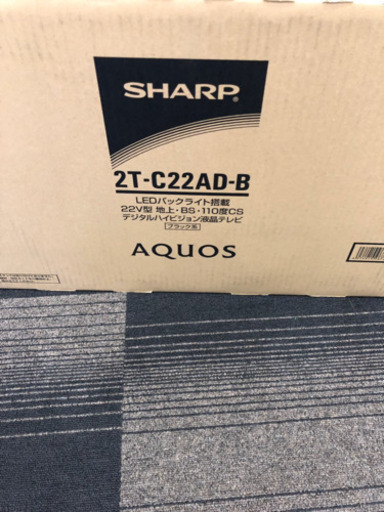 SHARP®
2T-C22AD-B
LEDバックライト搭載
22V型 地上・BS・110度CS
デジタルハイビジョン液晶テレビ
ブラック系
AQUOS